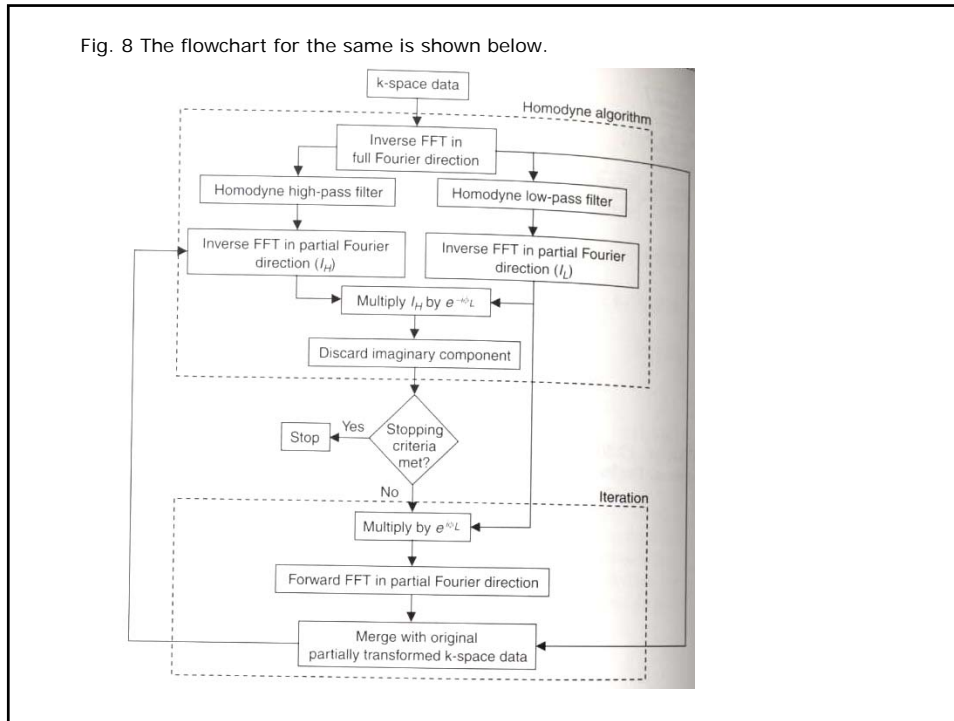 Fig. 8 The flowchart for the same is shown below.
k-space data
Homodyne algorithm
Inverse FFT in
full Fourier direction
Homodyne high-pass filter
Homodyne low-pass filter
Inverse FFT in partial Fourier
direction (I_H)
Inverse FFT in partial Fourier
direction (I_L)
Multiply I_H by e^{-iφ_L}
Discard imaginary component
Stopping
criteria
met?
Yes
Stop
No
Iteration
Multiply by e^{iφ_L}
Forward FFT in partial Fourier direction
Merge with original
partially transformed k-space data